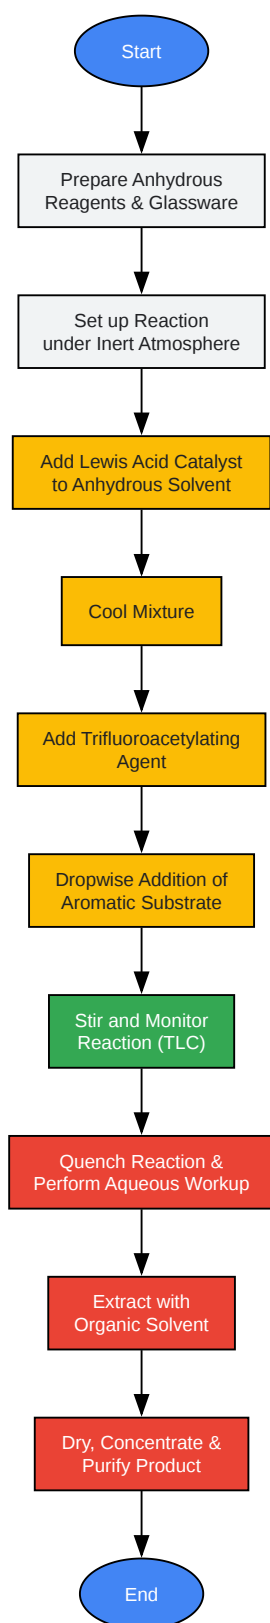 Start
Prepare Anhydrous
Reagents & Glassware
Set up Reaction
under Inert Atmosphere
Add Lewis Acid Catalyst
to Anhydrous Solvent
Cool Mixture
Add Trifluoroacetylating
Agent
Dropwise Addition of
Aromatic Substrate
Stir and Monitor
Reaction (TLC)
Quench Reaction &
Perform Aqueous Workup
Extract with
Organic Solvent
Dry, Concentrate &
Purify Product
End